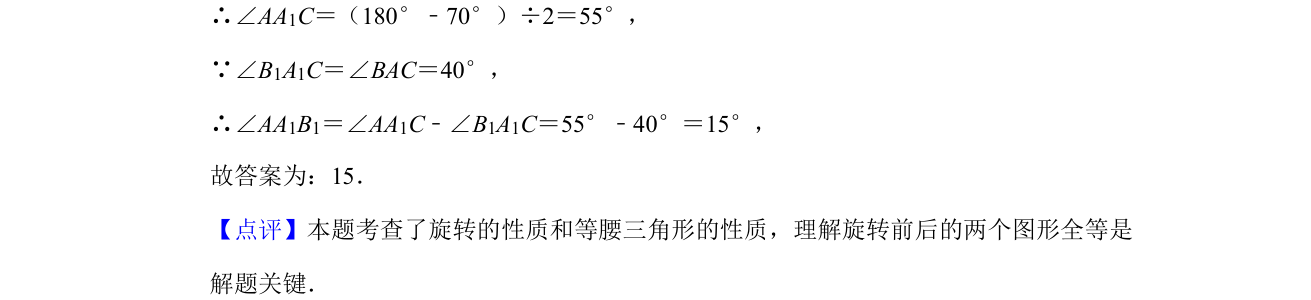 ∴∠AA₁C＝（180°﹣70°）÷2＝55°，
∵∠B₁A₁C＝∠BAC＝40°，
∴∠AA₁B₁＝∠AA₁C﹣∠B₁A₁C＝55°﹣40°＝15°，
故答案为：15．
【点评】本题考查了旋转的性质和等腰三角形的性质，理解旋转前后的两个图形全等是
解题关键．